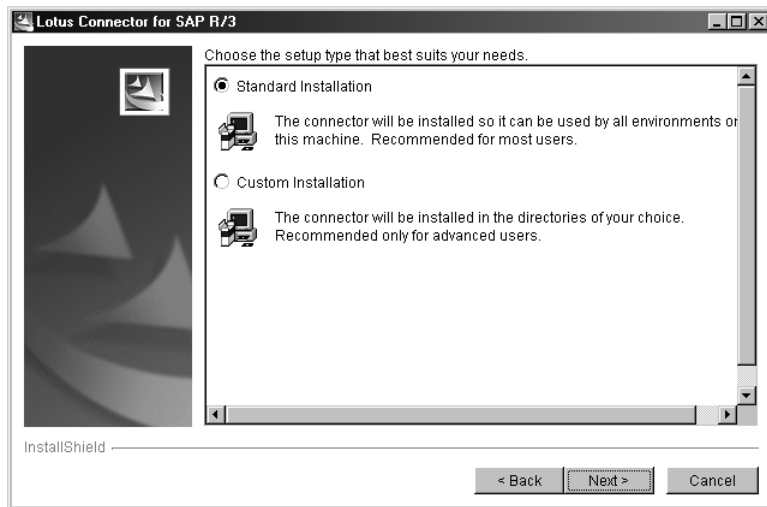 Lotus Connector for SAP R/3
Choose the setup type that best suits your needs.
Standard Installation
The connector will be installed so it can be used by all environments or
this machine. Recommended for most users.
Custom Installation
The connector will be installed in the directories of your choice.
Recommended only for advanced users.
InstallShield
< Back Next > Cancel